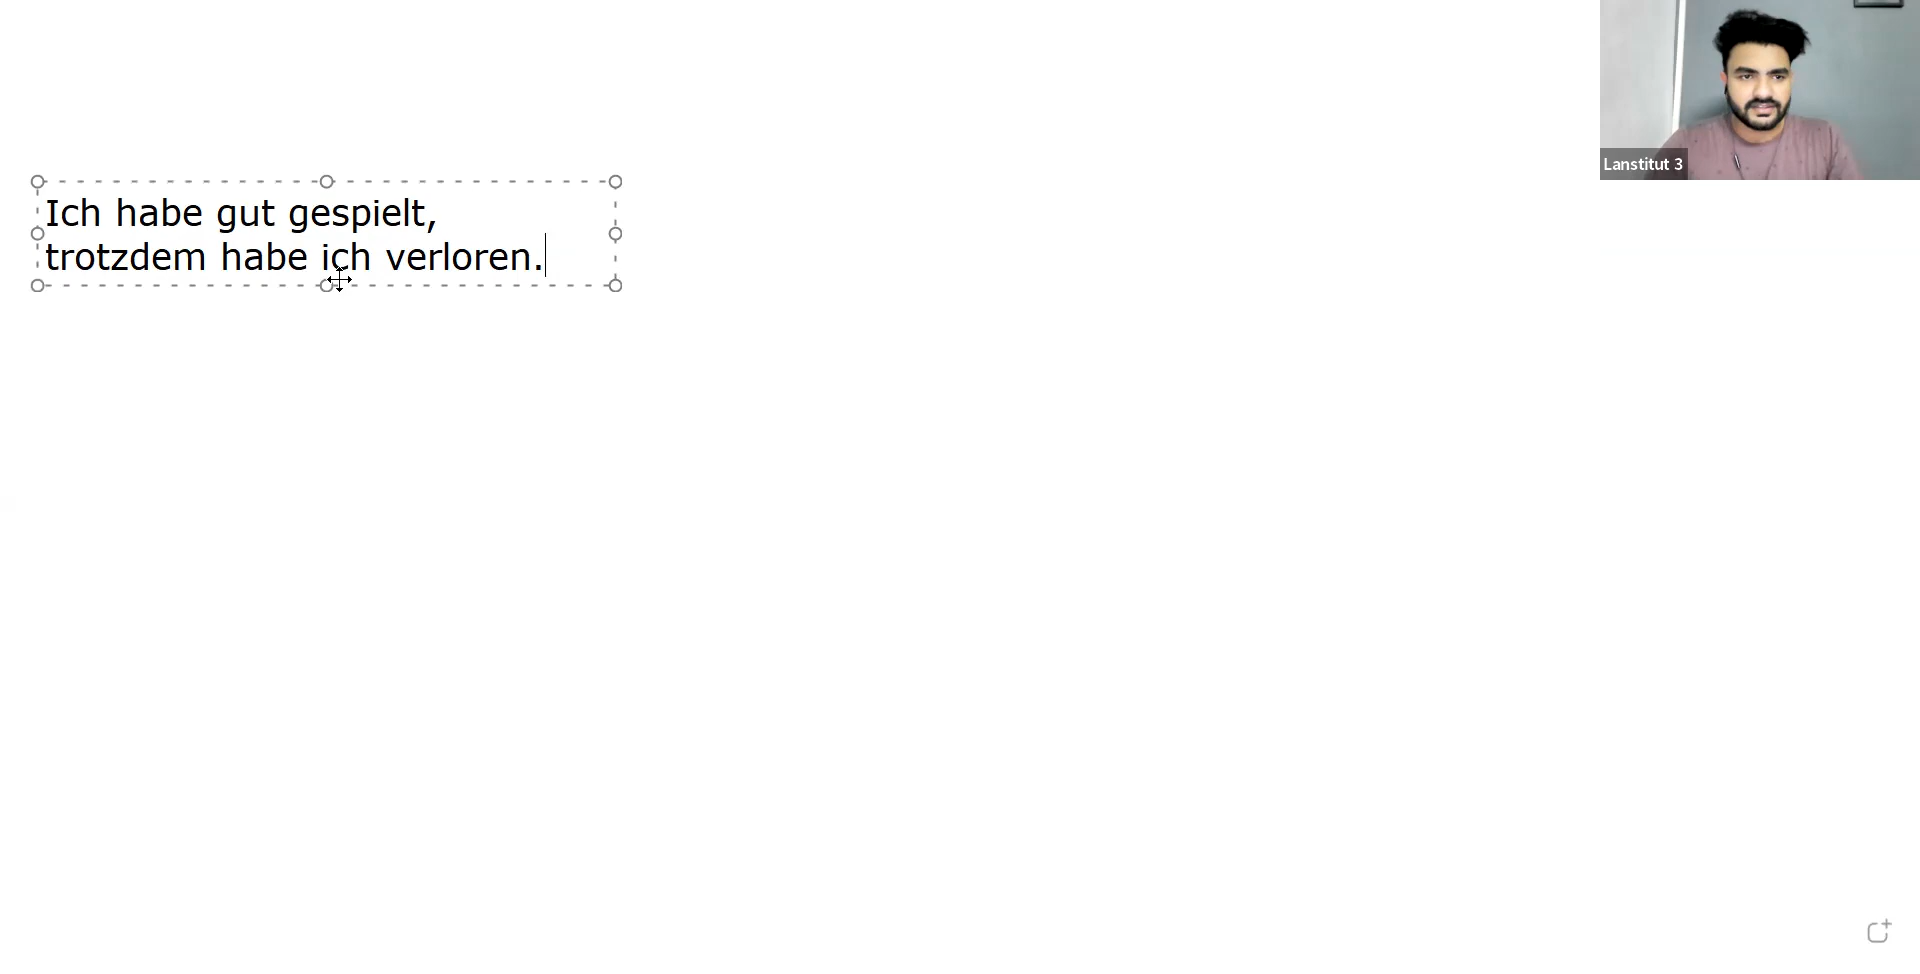 Ich habe gut gespielt,
trotzdem habe ich verloren.
Lanstitut 3